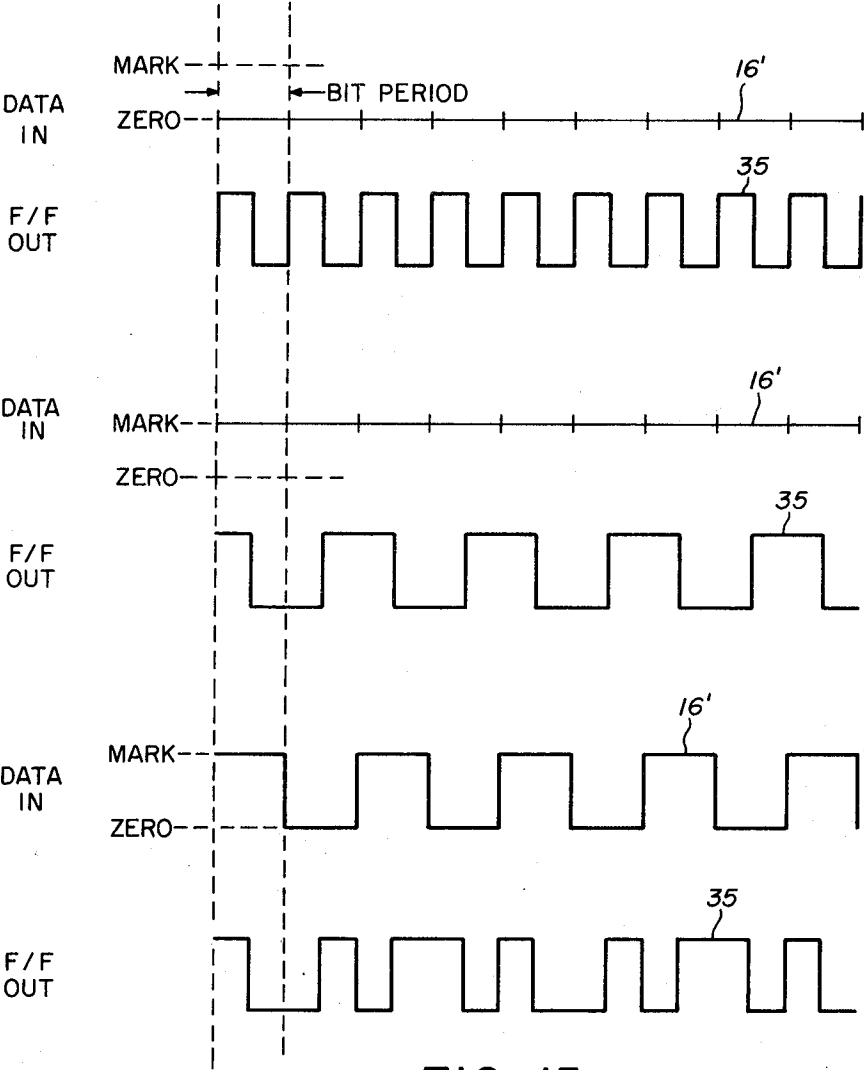 MARK
BIT PERIOD
16'
DATA
IN
ZERO
35
F/F
OUT
16'
DATA
IN
MARK
ZERO
35
F/F
OUT
16'
MARK
DATA
IN
ZERO
35
F/F
OUT